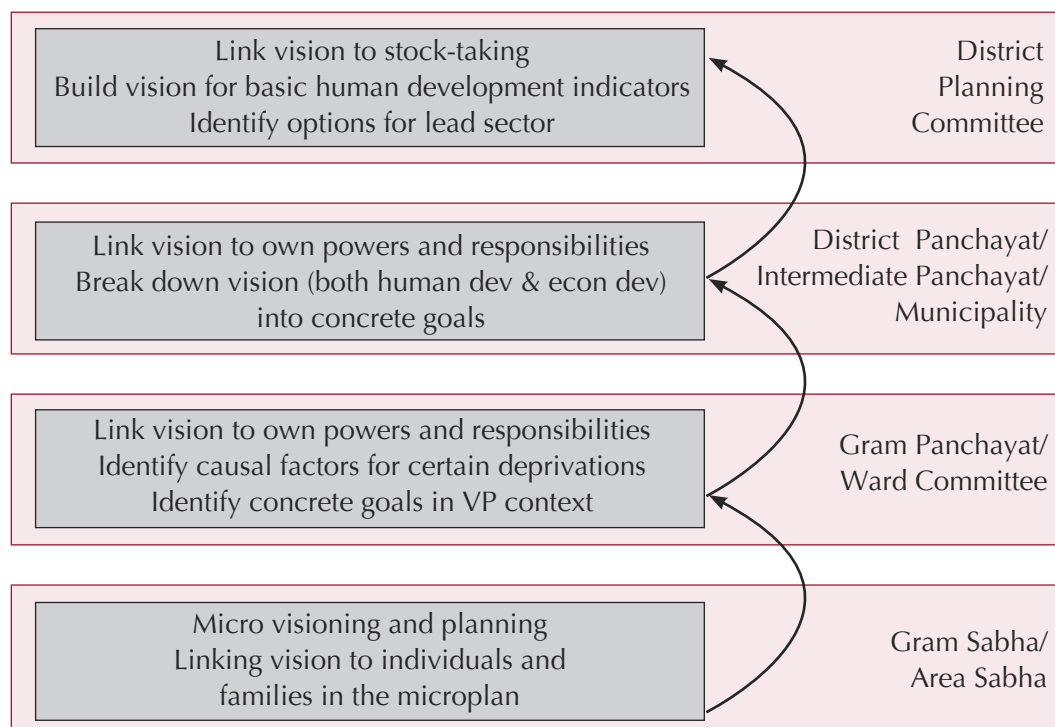 Link vision to stock-taking
Build vision for basic human development indicators
Identify options for lead sector
District
Planning
Committee
Link vision to own powers and responsibilities
Break down vision (both human dev & econ dev)
into concrete goals
District Panchayat/
Intermediate Panchayat/
Municipality
Link vision to own powers and responsibilities
Identify causal factors for certain deprivations
Identify concrete goals in VP context
Gram Panchayat/
Ward Committee
Micro visioning and planning
Linking vision to individuals and
families in the microplan
Gram Sabha/
Area Sabha